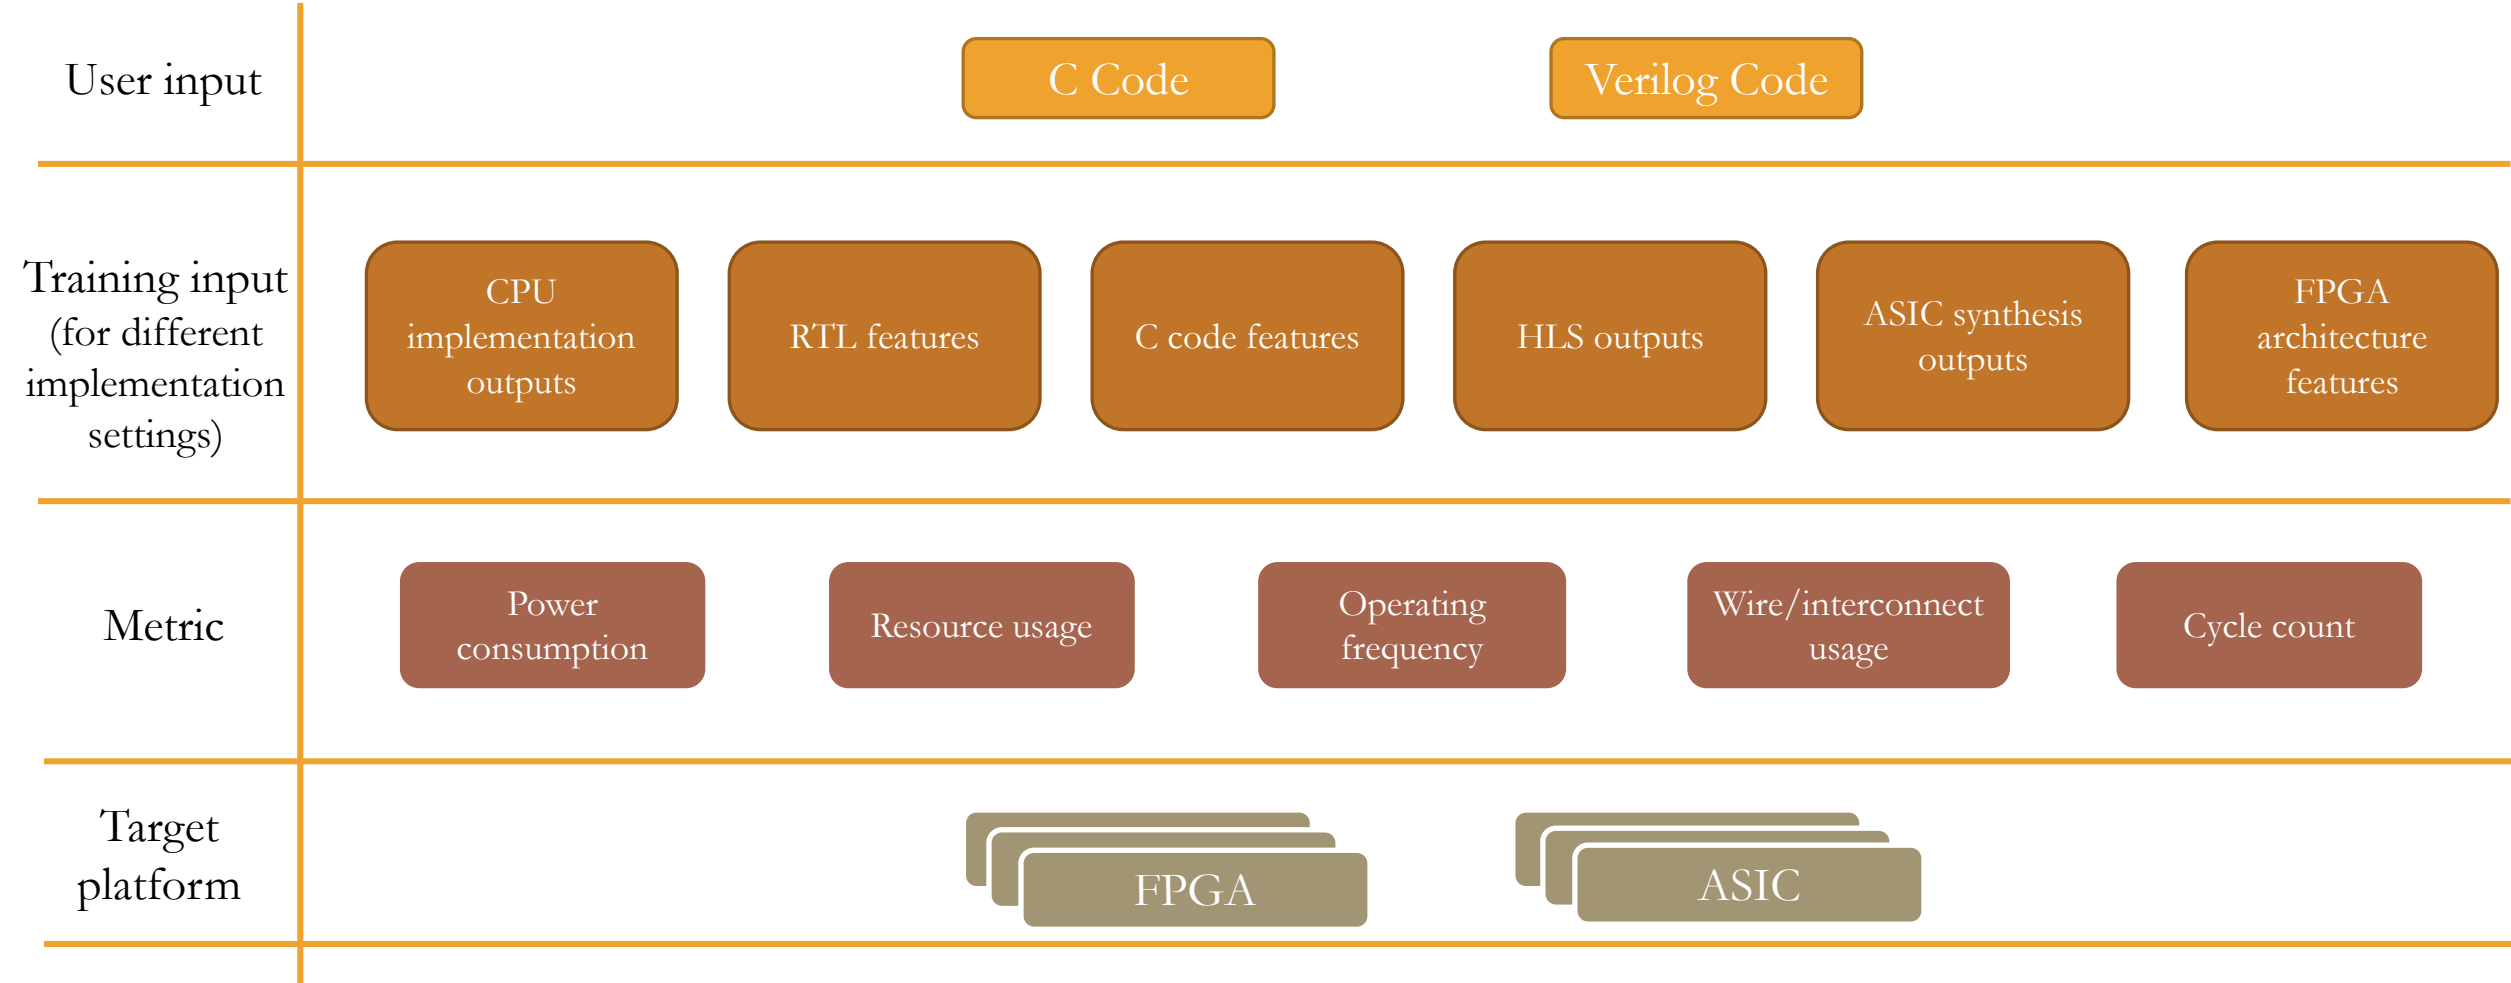 User input
C Code
Verilog Code
Training input
(for different
implementation
settings)
CPU
implementation
outputs
RTL features
C code features
HLS outputs
ASIC synthesis
outputs
FPGA
architecture
features
Metric
Power
consumption
Resource usage
Operating
frequency
Wire/interconnect
usage
Cycle count
Target
platform
FPGA
ASIC